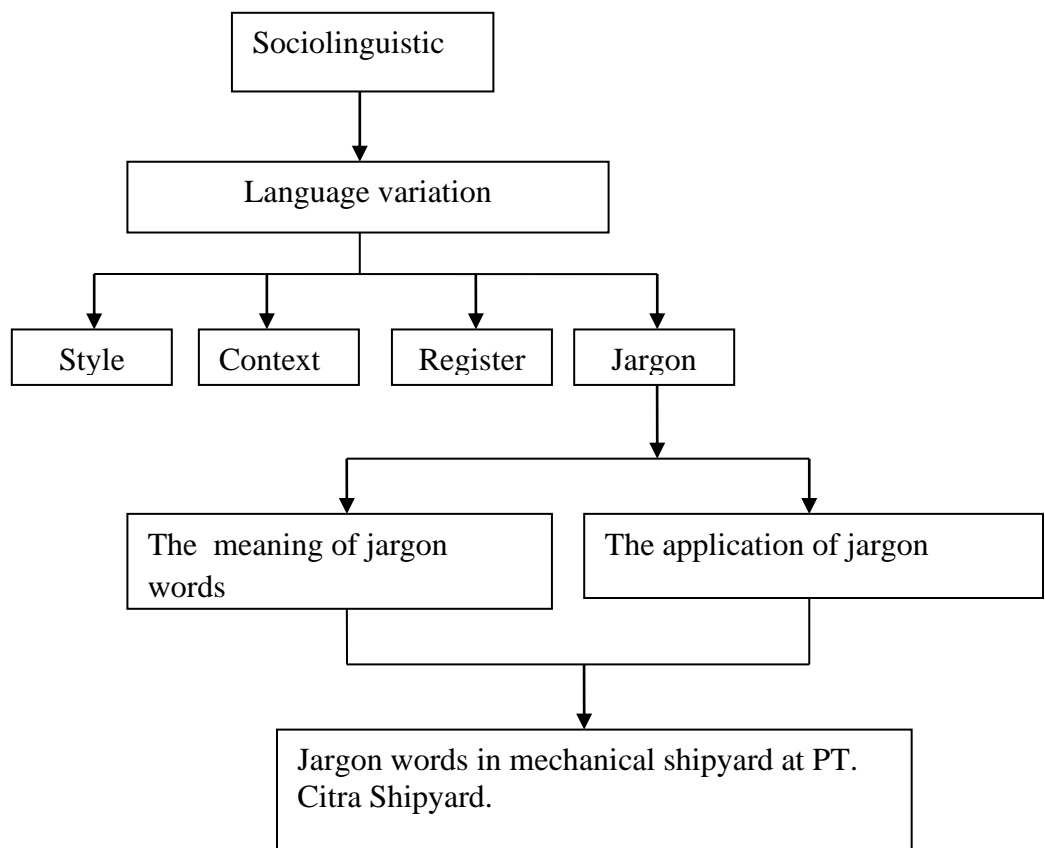 Sociolinguistic
Language variation
Style
Context
Register
Jargon
The meaning of jargon
words
The application of jargon
Jargon words in mechanical shipyard at PT.
Citra Shipyard.